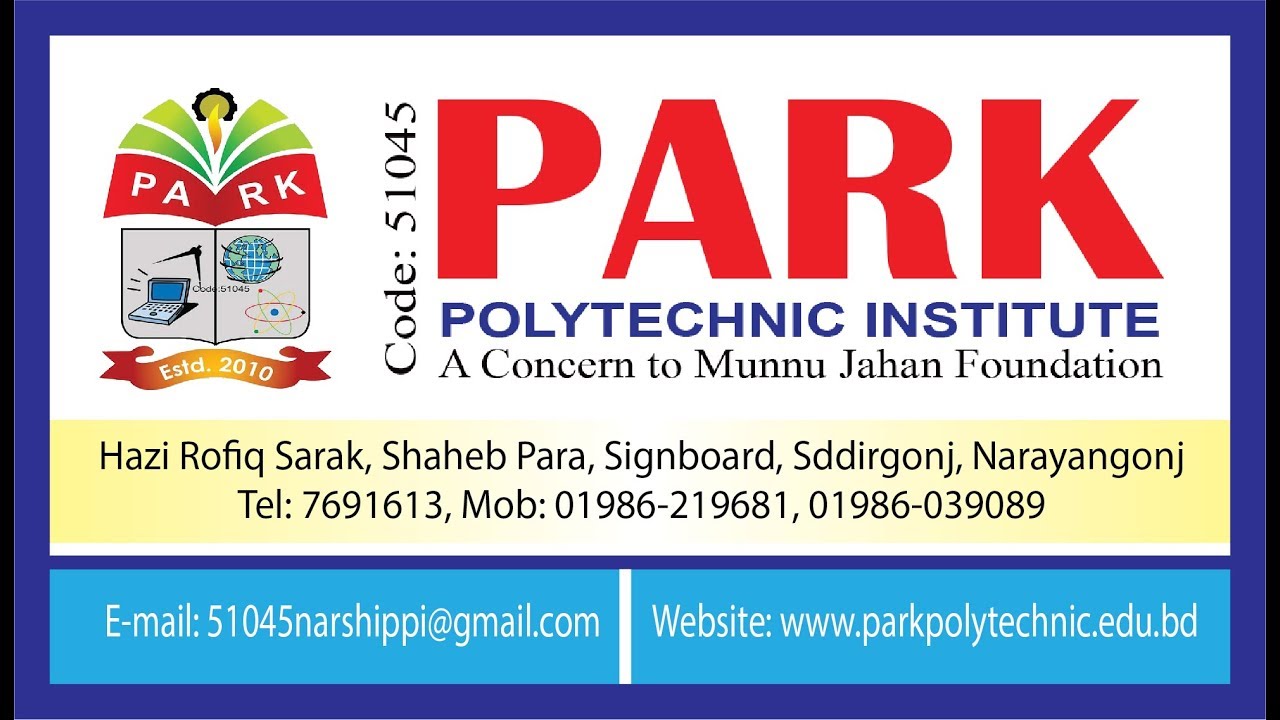 PARK
Code:51045
Estd. 2010
Code: 51045
PARK
POLYTECHNIC INSTITUTE
A Concern to Munnu Jahan Foundation
Hazi Rofiq Sarak, Shaheb Para, Signboard, Sddirgonj, Narayangonj
Tel: 7691613, Mob: 01986-219681, 01986-039089
E-mail: 51045narshippi@gmail.com
Website: www.parkpolytechnic.edu.bd